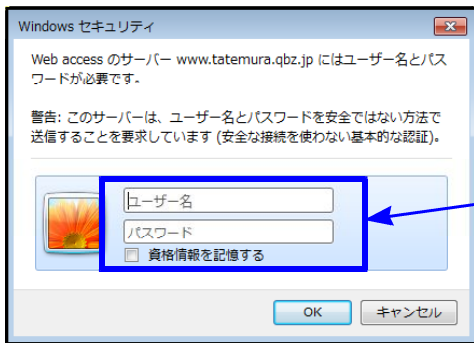 Windows セキュリティ
Web access のサーバー www.tatemura.qbz.jp にはユーザー名とパス
ワードが必要です。
警告: このサーバーは、ユーザー名とパスワードを安全ではない方法で
送信することを要求しています (安全な接続を使わない基本的な認証)。
ユーザー名
パスワード
資格情報を記憶する
OK
キャンセル